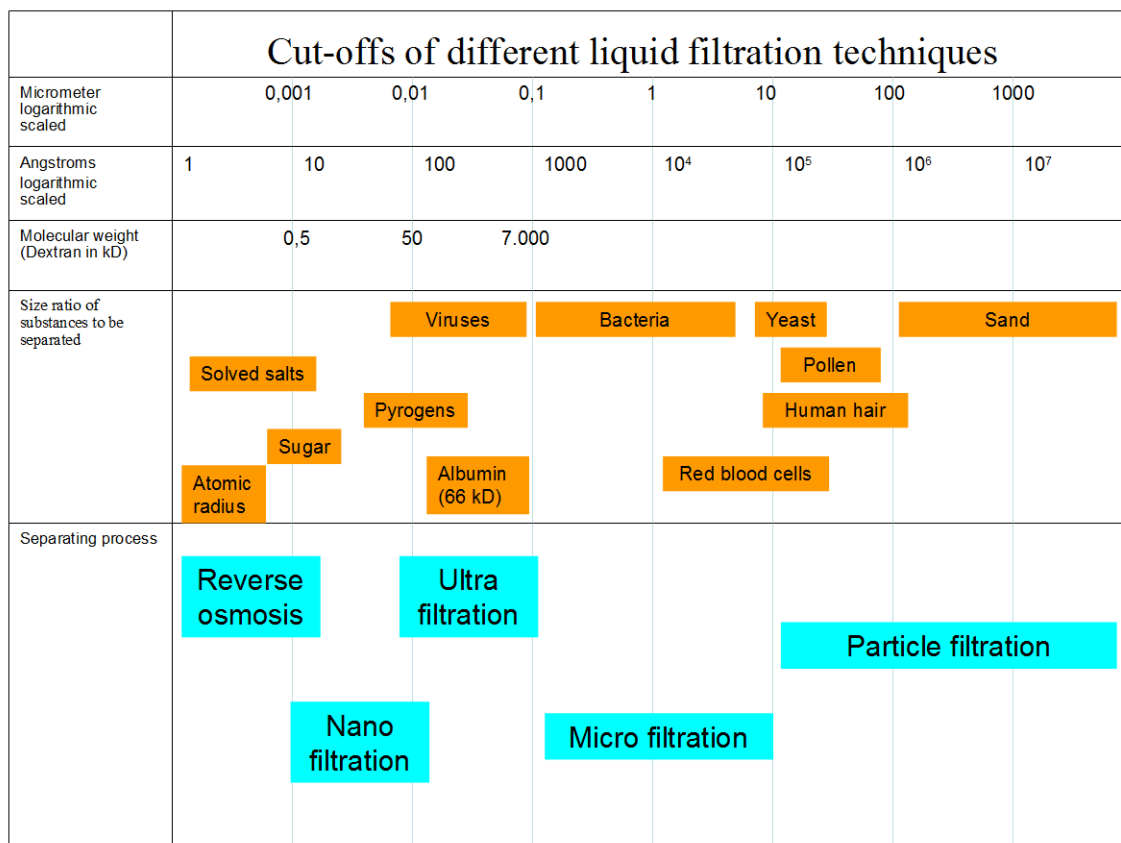 Cut-offs of different liquid filtration techniques
Micrometer
logarithmic
scaled
0,001 0,01 0,1 1 10 100 1000
Angstroms
logarithmic
scaled
1 10 100 1000 10⁴ 10⁵ 10⁶ 10⁷
Molecular weight
(Dextran in kD)
0,5 50 7.000
Size ratio of
substances to be
separated
Viruses Bacteria Yeast Sand
Solved salts
Pollen
Pyrogens
Human hair
Sugar
Atomic
radius
Albumin
(66 kD)
Red blood cells
Separating process
Reverse
osmosis
Ultra
filtration
Particle filtration
Nano
filtration
Micro filtration